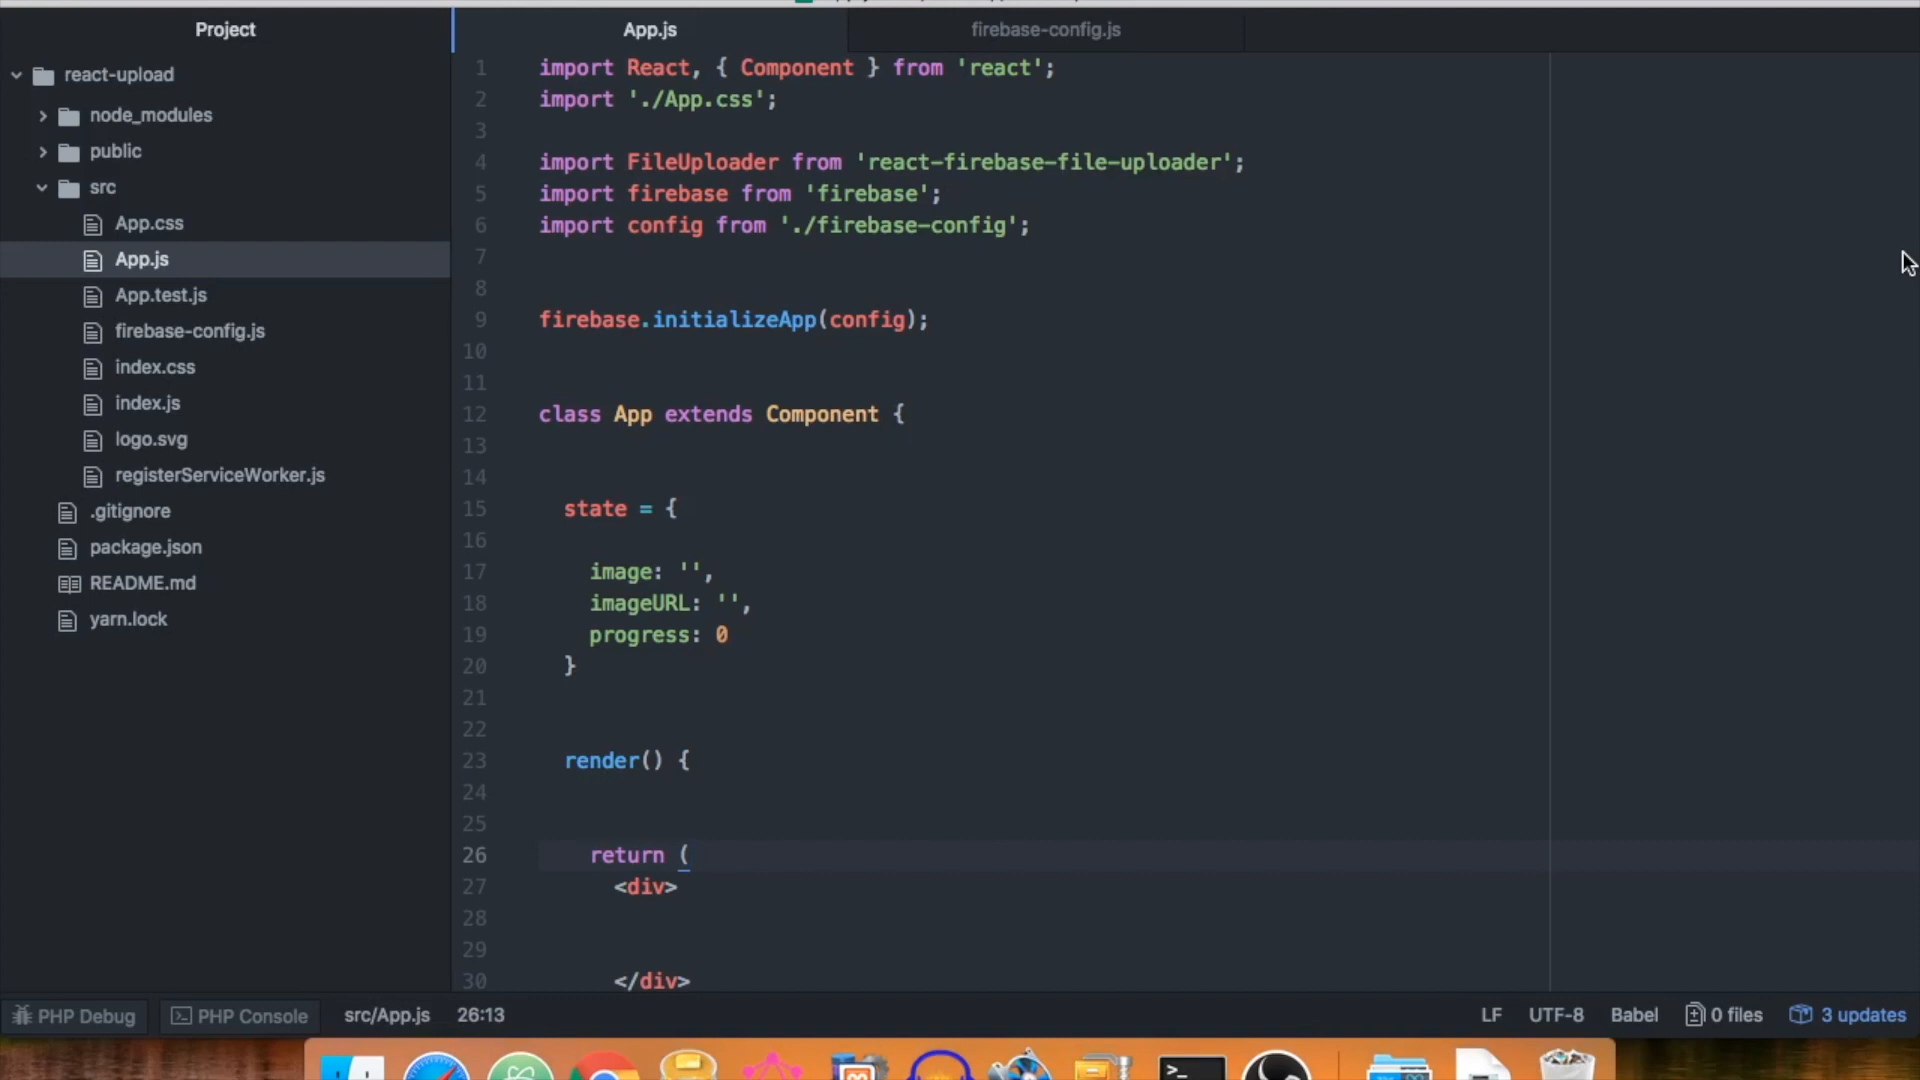 Project
react-upload
node_modules
public
src
App.css
App.js
App.test.js
firebase-config.js
index.css
index.js
logo.svg
registerServiceWorker.js
.gitignore
package.json
README.md
yarn.lock
App.js
firebase-config.js
1 import React, { Component } from 'react';
2 import './App.css';
3
4 import FileUploader from 'react-firebase-file-uploader';
5 import firebase from 'firebase';
6 import config from './firebase-config';
7
8
9 firebase.initializeApp(config);
10
11
12 class App extends Component {
13
14
15 state = {
16
17 image: '',
18 imageURL: '',
19 progress: 0
20 }
21
22
23 render() {
24
25
26 return (
27 <div>
28
29
30 </div>
PHP Debug
PHP Console
src/App.js 26:13
LF UTF-8 Babel 0 files 3 updates